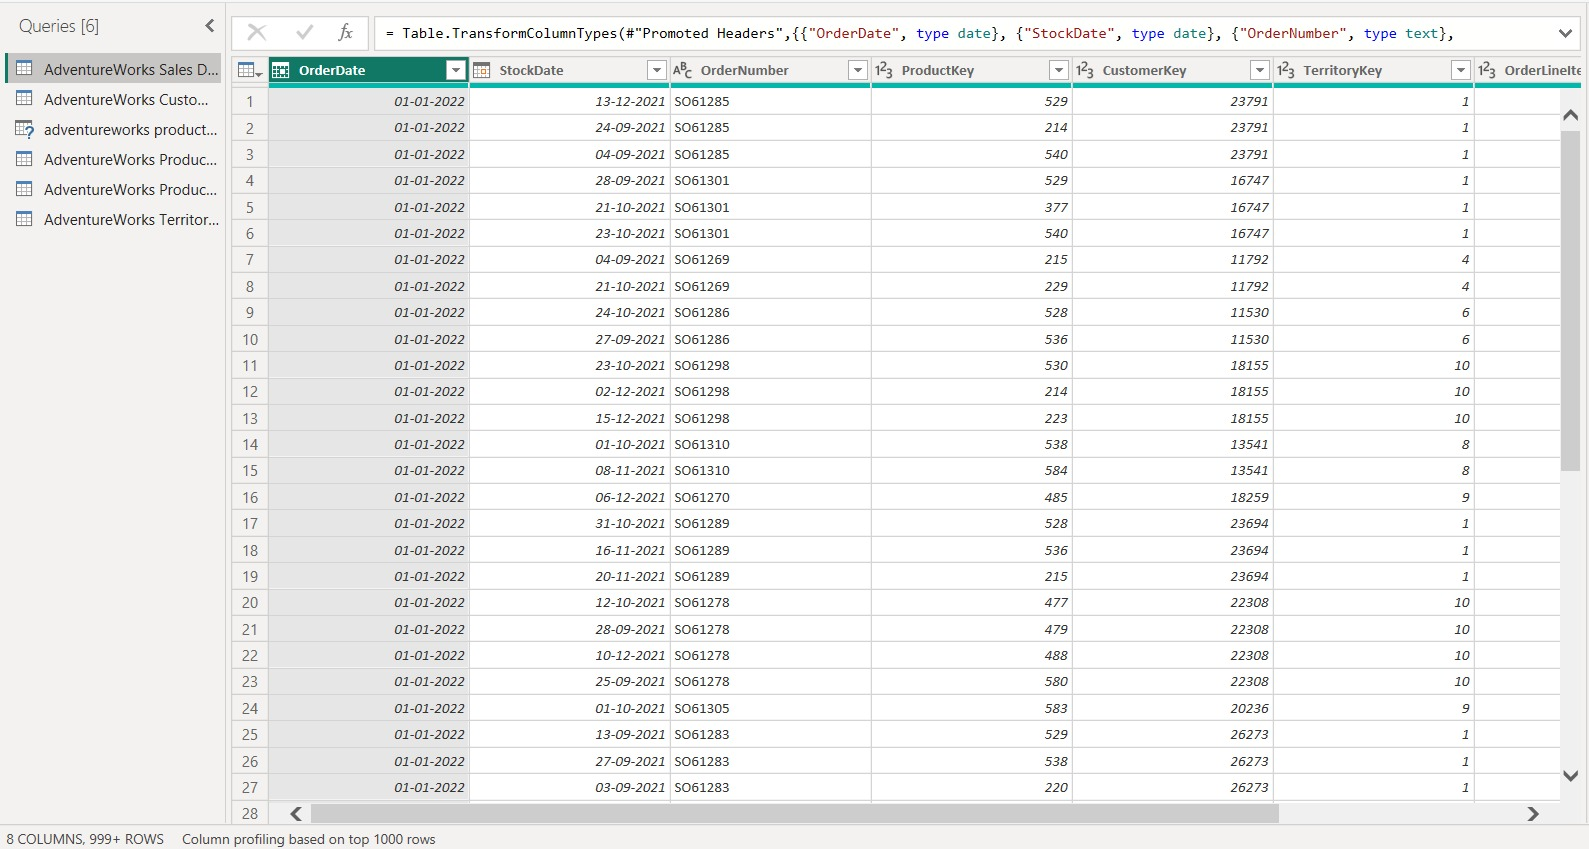 Queries [6]
= Table.TransformColumnTypes(#"Promoted Headers",{{"OrderDate", type date}, {"StockDate", type date}, {"OrderNumber", type text},
AdventureWorks Sales D...
AdventureWorks Custo...
adventureworks product...
AdventureWorks Produc...
AdventureWorks Produc...
AdventureWorks Territor...
OrderDate StockDate OrderNumber ProductKey CustomerKey TerritoryKey OrderLineIte
1 01-01-2022 13-12-2021 SO61285 529 23791 1
2 01-01-2022 24-09-2021 SO61285 214 23791 1
3 01-01-2022 04-09-2021 SO61285 540 23791 1
4 01-01-2022 28-09-2021 SO61301 529 16747 1
5 01-01-2022 21-10-2021 SO61301 377 16747 1
6 01-01-2022 23-10-2021 SO61301 540 16747 1
7 01-01-2022 04-09-2021 SO61269 215 11792 4
8 01-01-2022 21-10-2021 SO61269 229 11792 4
9 01-01-2022 24-10-2021 SO61286 528 11530 6
10 01-01-2022 27-09-2021 SO61286 536 11530 6
11 01-01-2022 23-10-2021 SO61298 530 18155 10
12 01-01-2022 02-12-2021 SO61298 214 18155 10
13 01-01-2022 15-12-2021 SO61298 223 18155 10
14 01-01-2022 01-10-2021 SO61310 538 13541 8
15 01-01-2022 08-11-2021 SO61310 584 13541 8
16 01-01-2022 06-12-2021 SO61270 485 18259 9
17 01-01-2022 31-10-2021 SO61289 528 23694 1
18 01-01-2022 16-11-2021 SO61289 536 23694 1
19 01-01-2022 20-11-2021 SO61289 215 23694 1
20 01-01-2022 12-10-2021 SO61278 477 22308 10
21 01-01-2022 28-09-2021 SO61278 479 22308 10
22 01-01-2022 10-12-2021 SO61278 488 22308 10
23 01-01-2022 25-09-2021 SO61278 580 22308 10
24 01-01-2022 01-10-2021 SO61305 583 20236 9
25 01-01-2022 13-09-2021 SO61283 529 26273 1
26 01-01-2022 27-09-2021 SO61283 538 26273 1
27 01-01-2022 03-09-2021 SO61283 220 26273 1
28
8 COLUMNS, 999+ ROWS Column profiling based on top 1000 rows